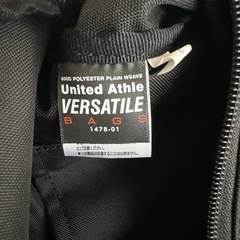 600D POLYESTER PLAIN WEAVE
United Athle
VERSATILE
BAGS
1478-01